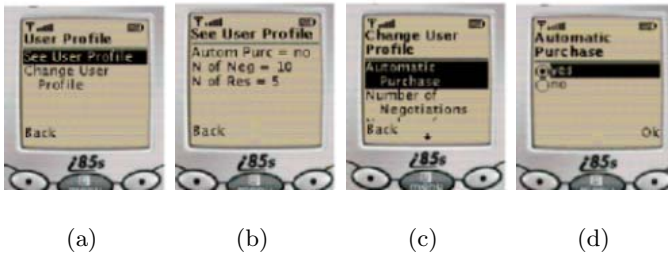 User Profile
See User Profile
Change User
Profile
Back
i85s
(a)
See User Profile
Autom Purc = no
N of Neg = 10
N of Res = 5
Back
i85s
(b)
Change User
Profile
Automatic
Purchase
Number of
Negotiations
Back
i85s
(c)
Automatic
Purchase
yes
no
Ok
i85s
(d)